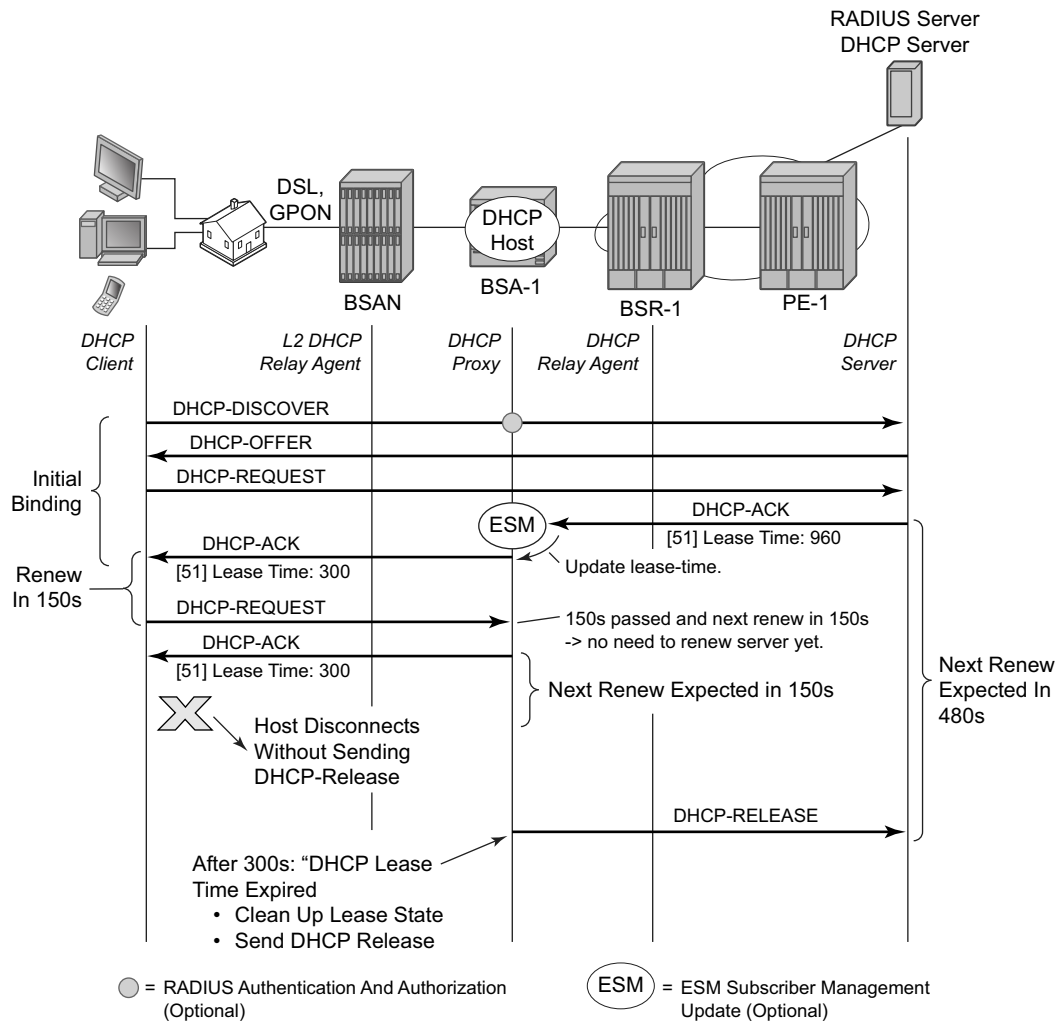 RADIUS Server
DHCP Server
DSL,
GPON
DHCP
Host
BSAN
BSA-1
BSR-1
PE-1
DHCP
Client
L2 DHCP
Relay Agent
DHCP
Proxy
DHCP
Relay Agent
DHCP
Server
DHCP-DISCOVER
DHCP-OFFER
DHCP-REQUEST
Initial
Binding
ESM
DHCP-ACK
[51] Lease Time: 960
DHCP-ACK
[51] Lease Time: 300
Update lease-time.
Renew
In 150s
DHCP-REQUEST
150s passed and next renew in 150s
-> no need to renew server yet.
DHCP-ACK
[51] Lease Time: 300
Next Renew Expected in 150s
Next Renew
Expected In
480s
Host Disconnects
Without Sending
DHCP-Release
DHCP-RELEASE
After 300s: “DHCP Lease
Time Expired
• Clean Up Lease State
• Send DHCP Release
= RADIUS Authentication And Authorization
(Optional)
ESM = ESM Subscriber Management
Update (Optional)